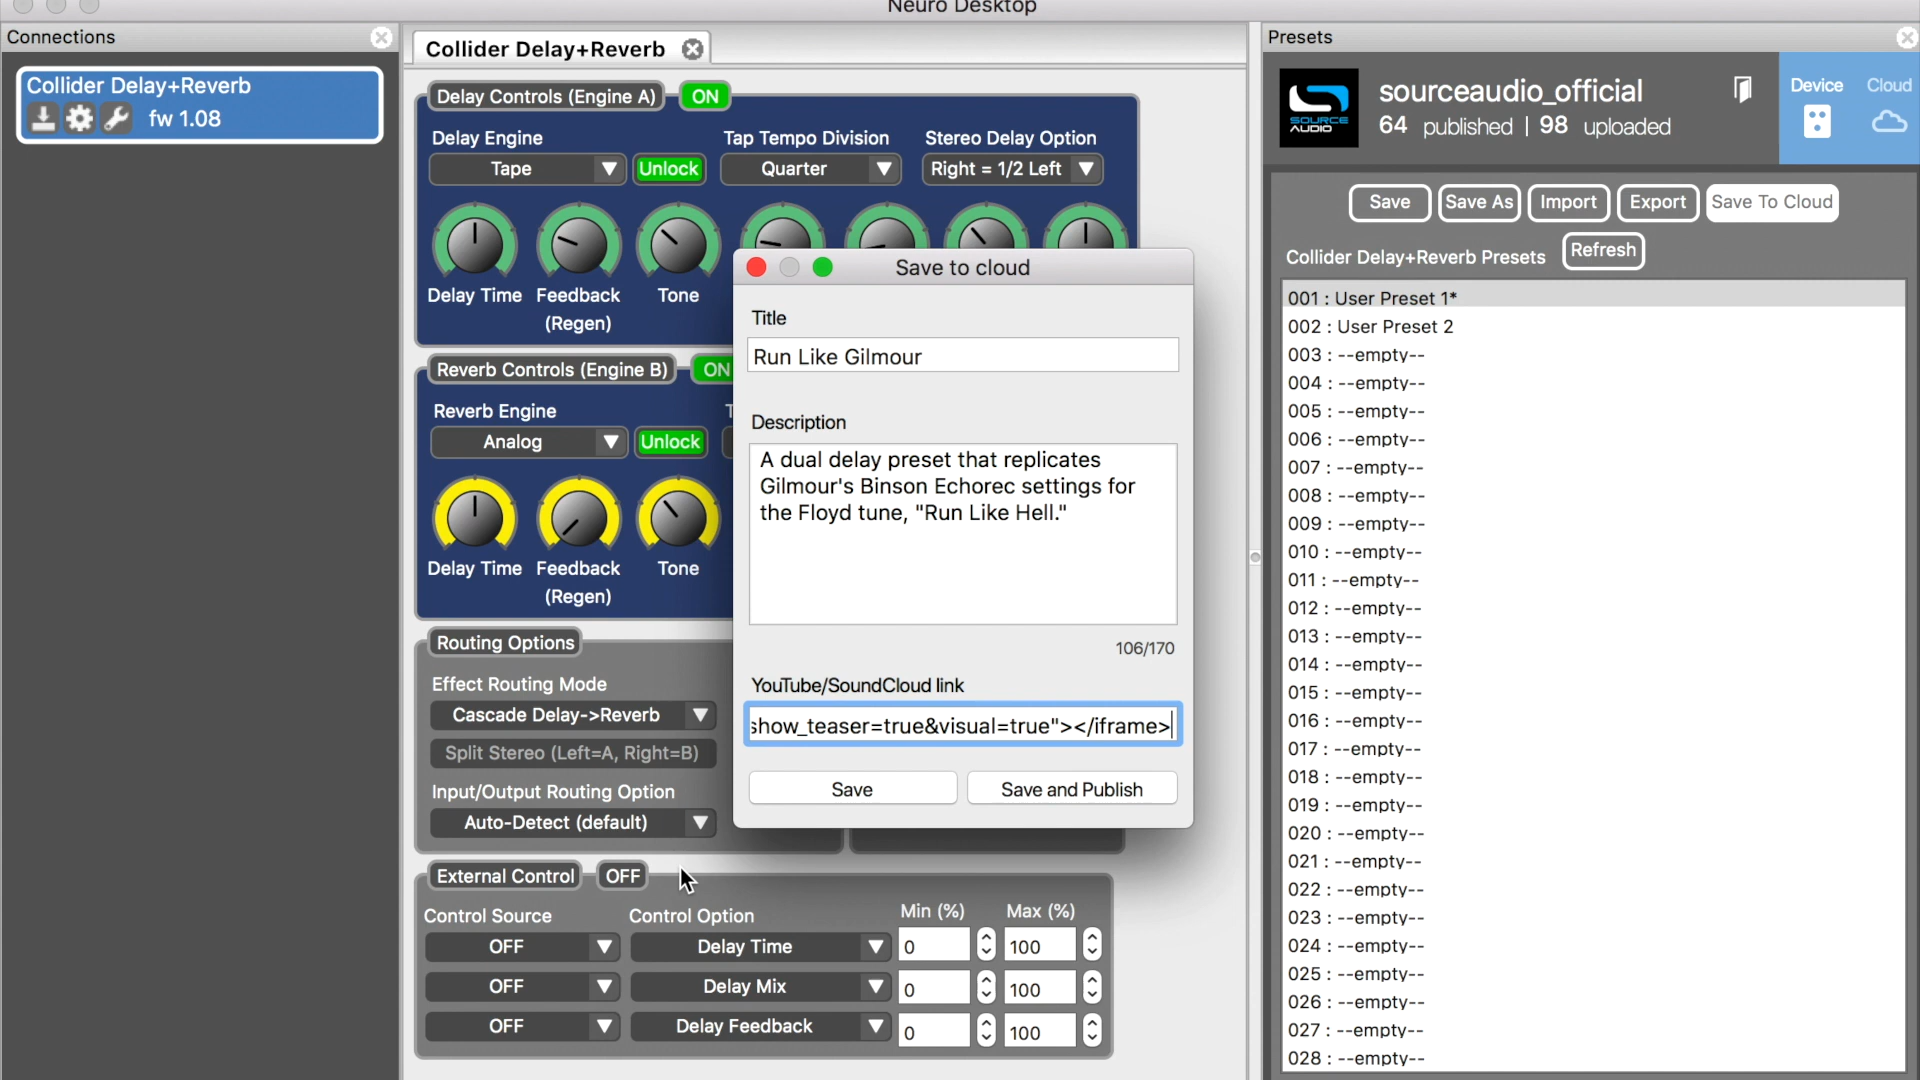 Neuro Desktop
Connections
Collider Delay+Reverb
fw 1.08
Collider Delay+Reverb
Delay Controls (Engine A)
ON
Delay Engine
Tap Tempo Division
Stereo Delay Option
Tape
Unlock
Quarter
Right = 1/2 Left
Delay Time
Feedback
(Regen)
Tone
Reverb Controls (Engine B)
ON
Reverb Engine
Analog
Unlock
Delay Time
Feedback
(Regen)
Tone
Routing Options
Effect Routing Mode
Cascade Delay->Reverb
Split Stereo (Left=A, Right=B)
Input/Output Routing Option
Auto-Detect (default)
External Control
OFF
Control Source
Control Option
Min (%)
Max (%)
OFF
Delay Time
0
100
OFF
Delay Mix
0
100
OFF
Delay Feedback
0
100
Save to cloud
Title
Run Like Gilmour
Description
A dual delay preset that replicates
Gilmour's Binson Echorec settings for
the Floyd tune, "Run Like Hell."
106/170
YouTube/SoundCloud link
show_teaser=true&visual=true"></iframe>
Save
Save and Publish
Presets
SOURCE
AUDIO
sourceaudio_official
64 published | 98 uploaded
Device
Cloud
Save
Save As
Import
Export
Save To Cloud
Collider Delay+Reverb Presets
Refresh
001 : User Preset 1*
002 : User Preset 2
003 : --empty--
004 : --empty--
005 : --empty--
006 : --empty--
007 : --empty--
008 : --empty--
009 : --empty--
010 : --empty--
011 : --empty--
012 : --empty--
013 : --empty--
014 : --empty--
015 : --empty--
016 : --empty--
017 : --empty--
018 : --empty--
019 : --empty--
020 : --empty--
021 : --empty--
022 : --empty--
023 : --empty--
024 : --empty--
025 : --empty--
026 : --empty--
027 : --empty--
028 : --empty--